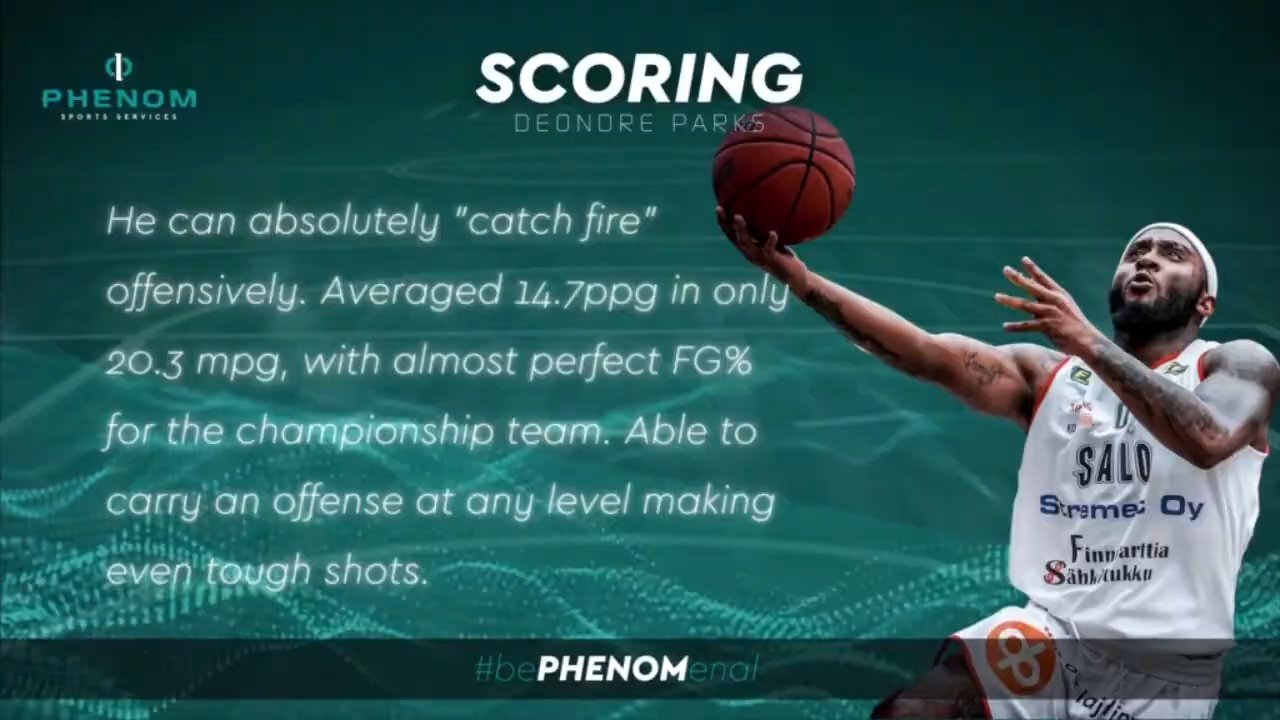 PHENOM
SPORTS SERVICES
SCORING
DEONDRE PARKS
He can absolutely "catch fire"
offensively. Averaged 14.7ppg in only
20.3 mpg, with almost perfect FG%
for the championship team. Able to
carry an offense at any level making
even tough shots.
SALO
Oy
#bePHENOMenal